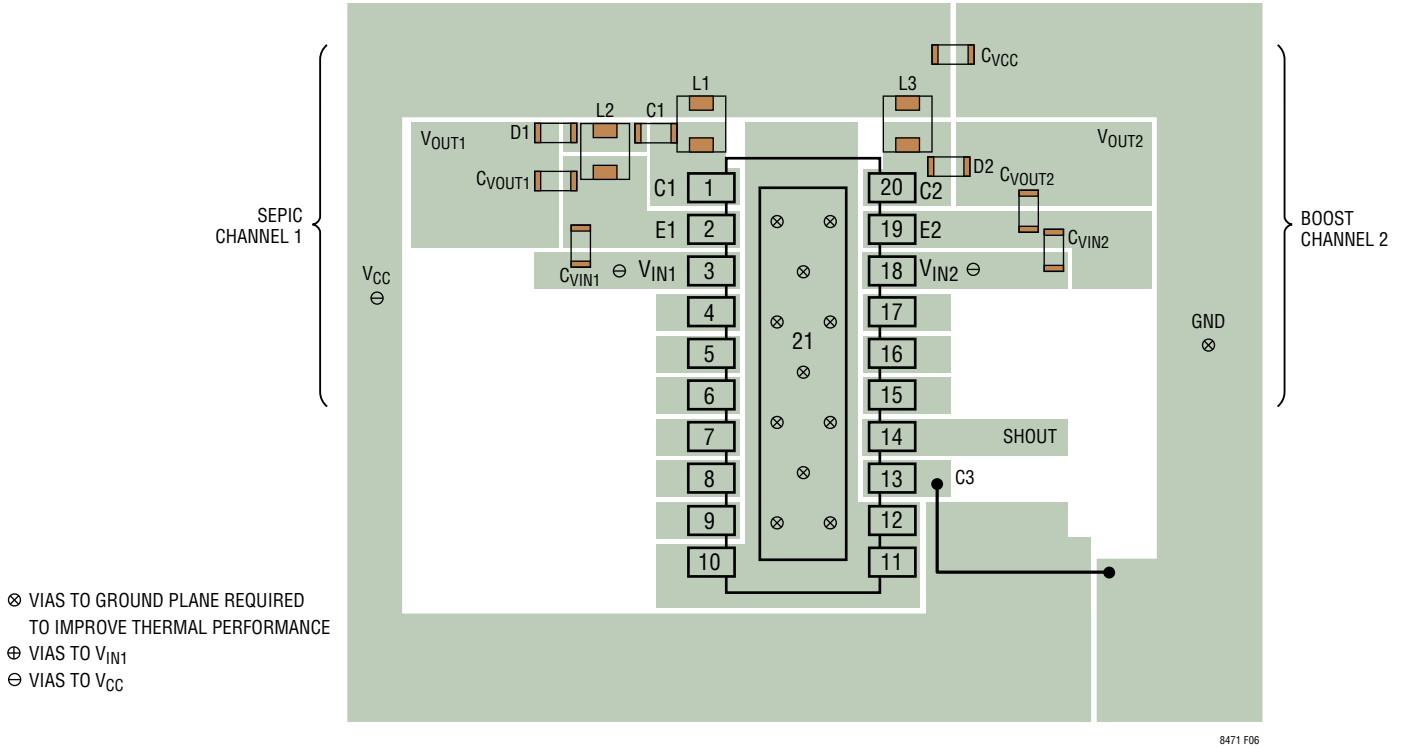 CVCC
L1
L3
L2
C1
D1
VOUT1
VOUT2
D2
CVOUT1
CVOUT2
C1
1
20
C2
SEPIC
CHANNEL 1
BOOST
CHANNEL 2
E1
2
19
E2
CVIN2
CVIN1
VIN1
3
18
VIN2
VCC
4
17
GND
5
21
16
6
15
7
14
SHOUT
8
13
C3
9
12
10
11
⊗ VIAS TO GROUND PLANE REQUIRED
TO IMPROVE THERMAL PERFORMANCE
⊕ VIAS TO VIN1
⊖ VIAS TO VCC
8471 F06